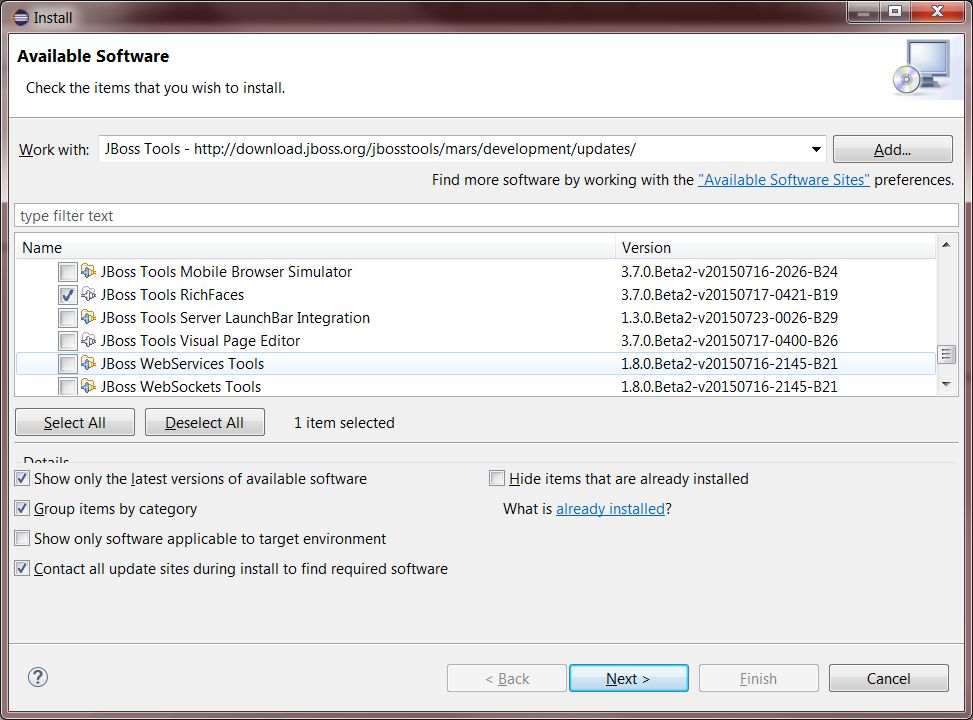 Install
Available Software
Check the items that you wish to install.
Work with: JBoss Tools - http://download.jboss.org/jbosstools/mars/development/updates/ Add...
Find more software by working with the "Available Software Sites" preferences.
type filter text
Name Version
JBoss Tools Mobile Browser Simulator 3.7.0.Beta2-v20150716-2026-B24
JBoss Tools RichFaces 3.7.0.Beta2-v20150717-0421-B19
JBoss Tools Server LaunchBar Integration 1.3.0.Beta2-v20150723-0026-B29
JBoss Tools Visual Page Editor 3.7.0.Beta2-v20150717-0400-B26
JBoss WebServices Tools 1.8.0.Beta2-v20150716-2145-B21
JBoss WebSockets Tools 1.8.0.Beta2-v20150716-2145-B21
Select All Deselect All 1 item selected
Details
Show only the latest versions of available software Hide items that are already installed
Group items by category What is already installed?
Show only software applicable to target environment
Contact all update sites during install to find required software
? < Back Next > Finish Cancel